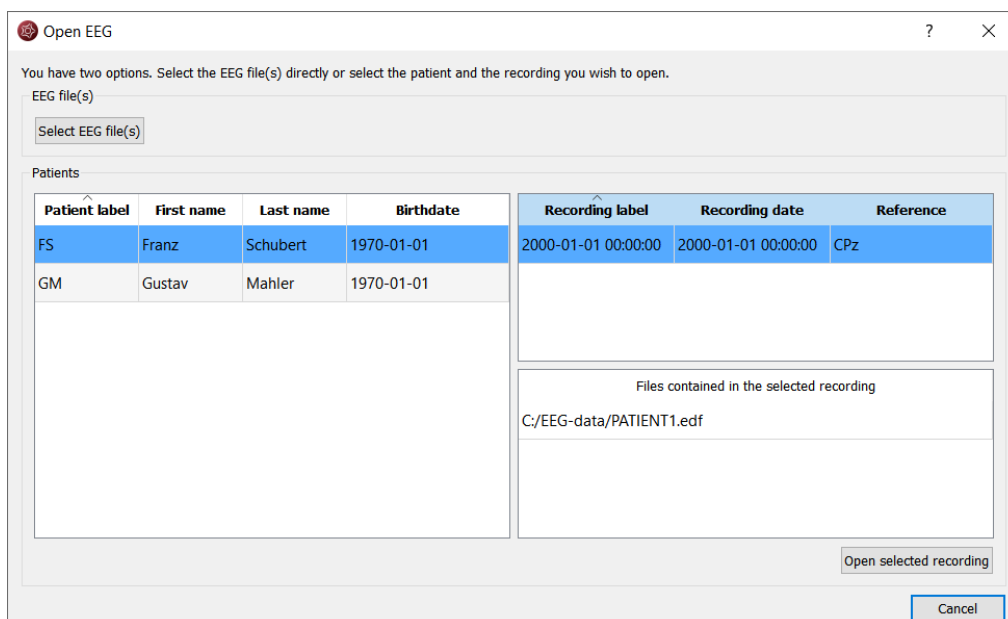 Open EEG
?
You have two options. Select the EEG file(s) directly or select the patient and the recording you wish to open.
EEG file(s)
Select EEG file(s)
Patients
Patient label First name Last name Birthdate
FS Franz Schubert 1970-01-01
GM Gustav Mahler 1970-01-01
Recording label Recording date Reference
2000-01-01 00:00:00 2000-01-01 00:00:00 CPz
Files contained in the selected recording
C:/EEG-data/PATIENT1.edf
Open selected recording
Cancel